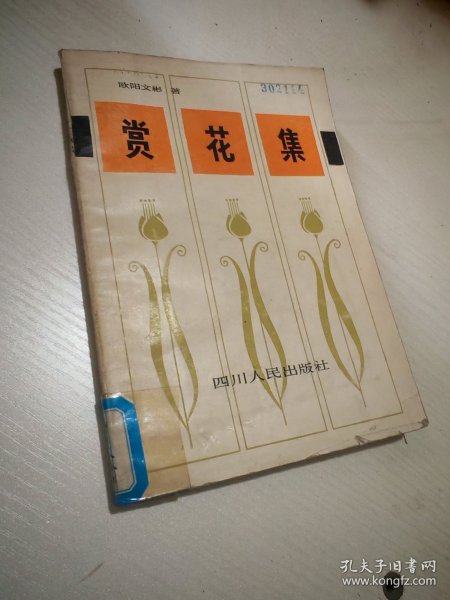 欧阳文彬 著
赏花集
四川人民出版社
孔夫子旧书网
www.kongfz.com